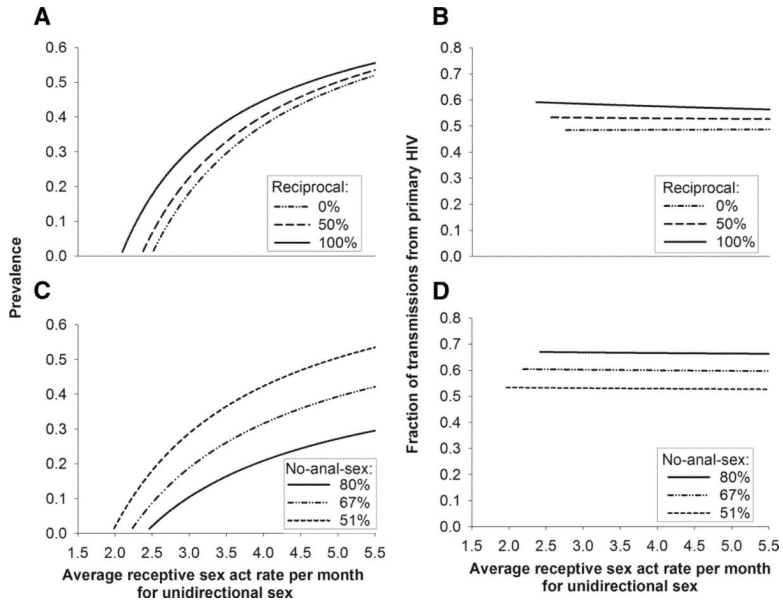 A
B
0.6
0.5
0.4
0.3
0.2
0.1
0.0
Reciprocal:
0%
50%
100%
0.8
0.7
0.6
0.5
0.4
0.3
0.2
0.1
0.0
Reciprocal:
0%
50%
100%
Prevalence
Fraction of transmissions from primary HIV
C
D
0.6
0.5
0.4
0.3
0.2
0.1
0.0
No-anal-sex:
80%
67%
51%
1.5 2.0 2.5 3.0 3.5 4.0 4.5 5.0 5.5
Average receptive sex act rate per month
for unidirectional sex
0.8
0.7
0.6
0.5
0.4
0.3
0.2
0.1
0.0
No-anal-sex:
80%
67%
51%
1.5 2.0 2.5 3.0 3.5 4.0 4.5 5.0 5.5
Average receptive sex act rate per month
for unidirectional sex